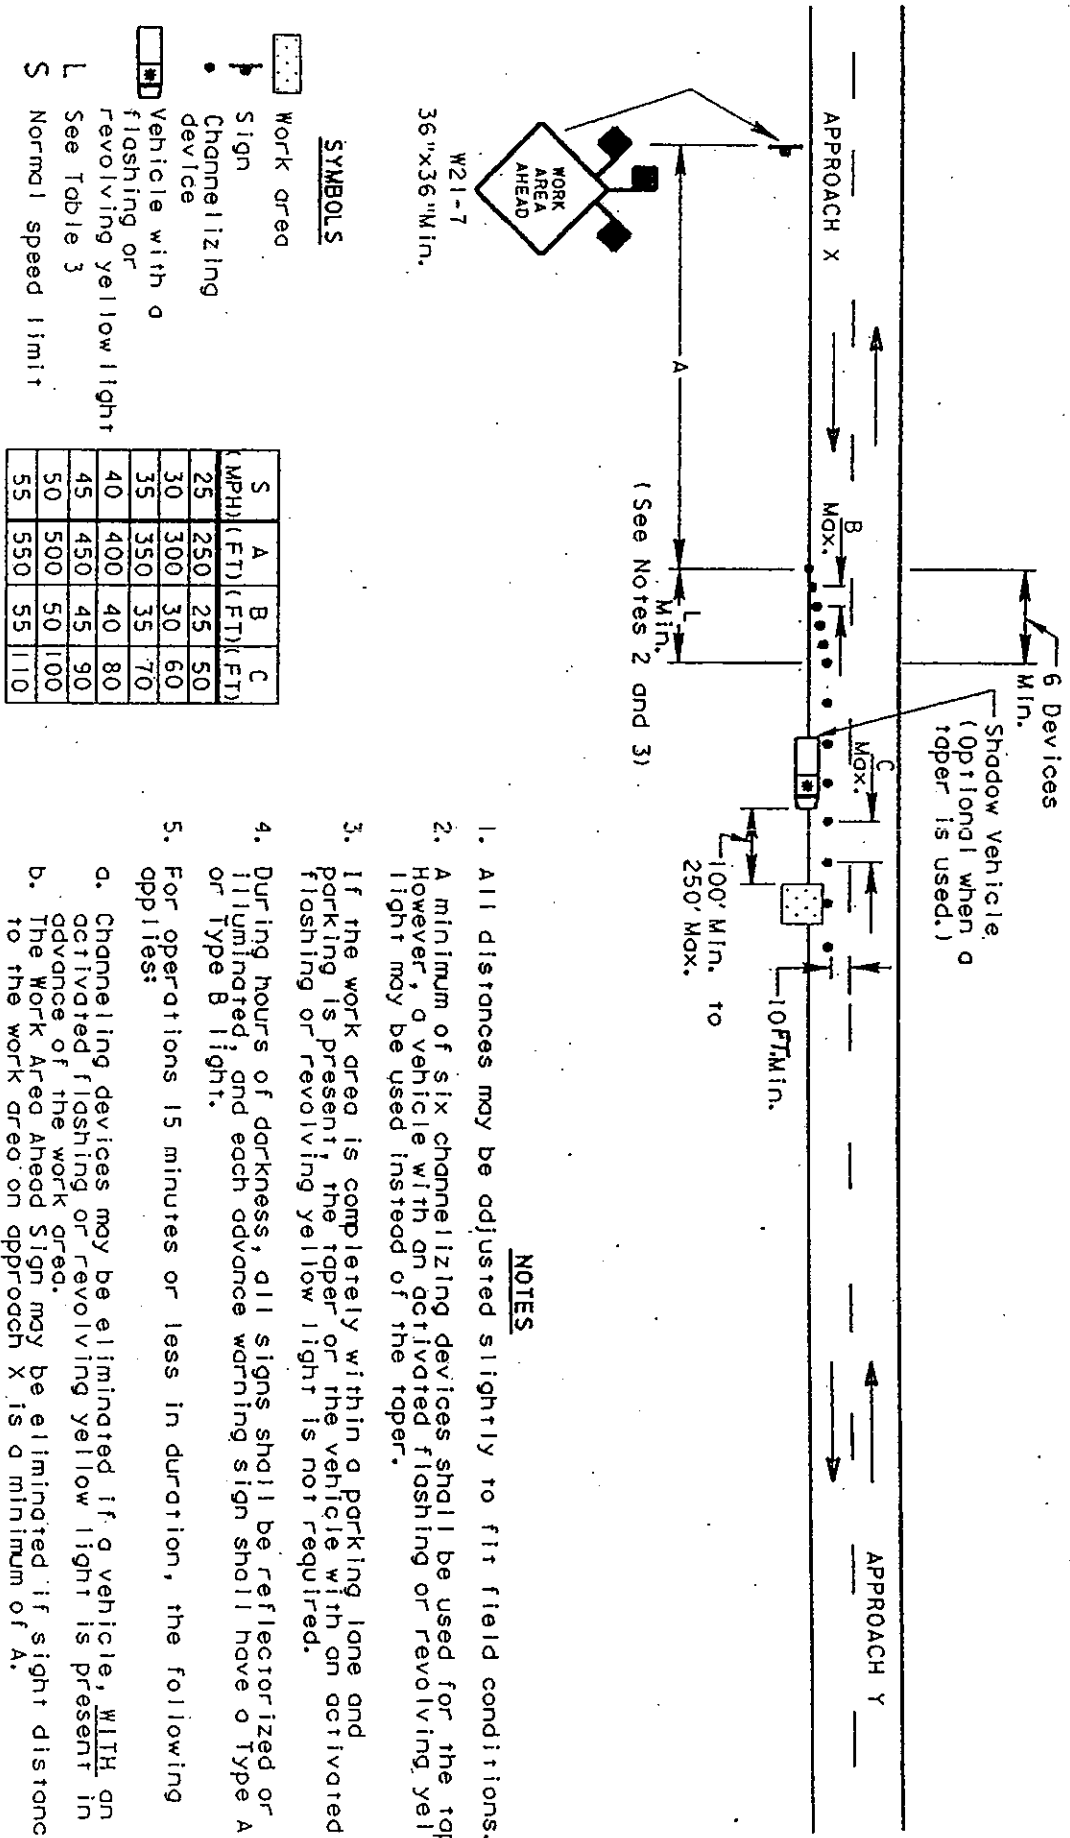 6 Devices
Min.
Shadow Vehicle
(Optional when a
taper is used.)
APPROACH X
APPROACH Y
B
Max.
C
Max.
10FT.Min.
A
L
Min.
(See Notes 2 and 3)
100' Min. to
250' Max.
WORK
AREA
AHEAD
W21-7
36"x36"Min.
SYMBOLS
Work area
Sign
Channelizing
device
Vehicle with a
flashing or
revolving yellow light
L See Table 3
S Normal speed limit
S A B C
(MPH) (FT) (FT) (FT)
25 250 25 50
30 300 30 60
35 350 35 70
40 400 40 80
45 450 45 90
50 500 50 100
55 550 55 110
NOTES
1. All distances may be adjusted slightly to fit field conditions.
2. A minimum of six channelizing devices shall be used for the tap
However, a vehicle with an activated flashing or revolving yel
light may be used instead of the taper.
3. If the work area is completely within a parking lane and
parking is present, the taper or the vehicle with an activated
flashing or revolving yellow light is not required.
4. During hours of darkness, all signs shall be reflectorized or
illuminated, and each advance warning sign shall have a Type A
or Type B light.
5. For operations 15 minutes or less in duration, the following
applies:
a. Channeling devices may be eliminated if a vehicle, WITH an
activated flashing or revolving yellow light is present in
advance of the work area.
b. The Work Area Ahead Sign may be eliminated if sight distanc
to the work area on approach X is a minimum of A.